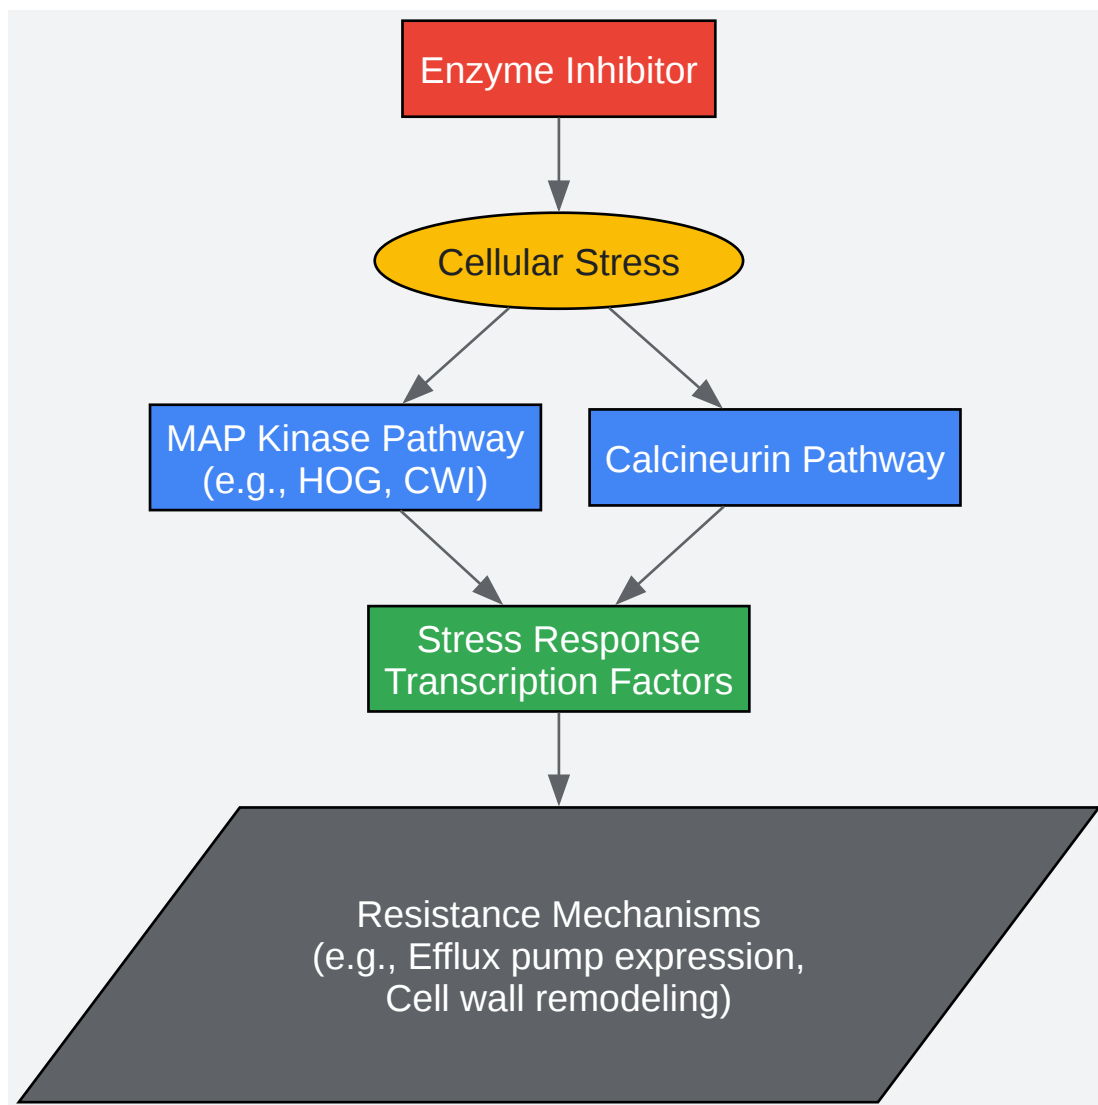 Enzyme Inhibitor
Cellular Stress
MAP Kinase Pathway
(e.g., HOG, CWI)
Calcineurin Pathway
Stress Response
Transcription Factors
Resistance Mechanisms
(e.g., Efflux pump expression,
Cell wall remodeling)